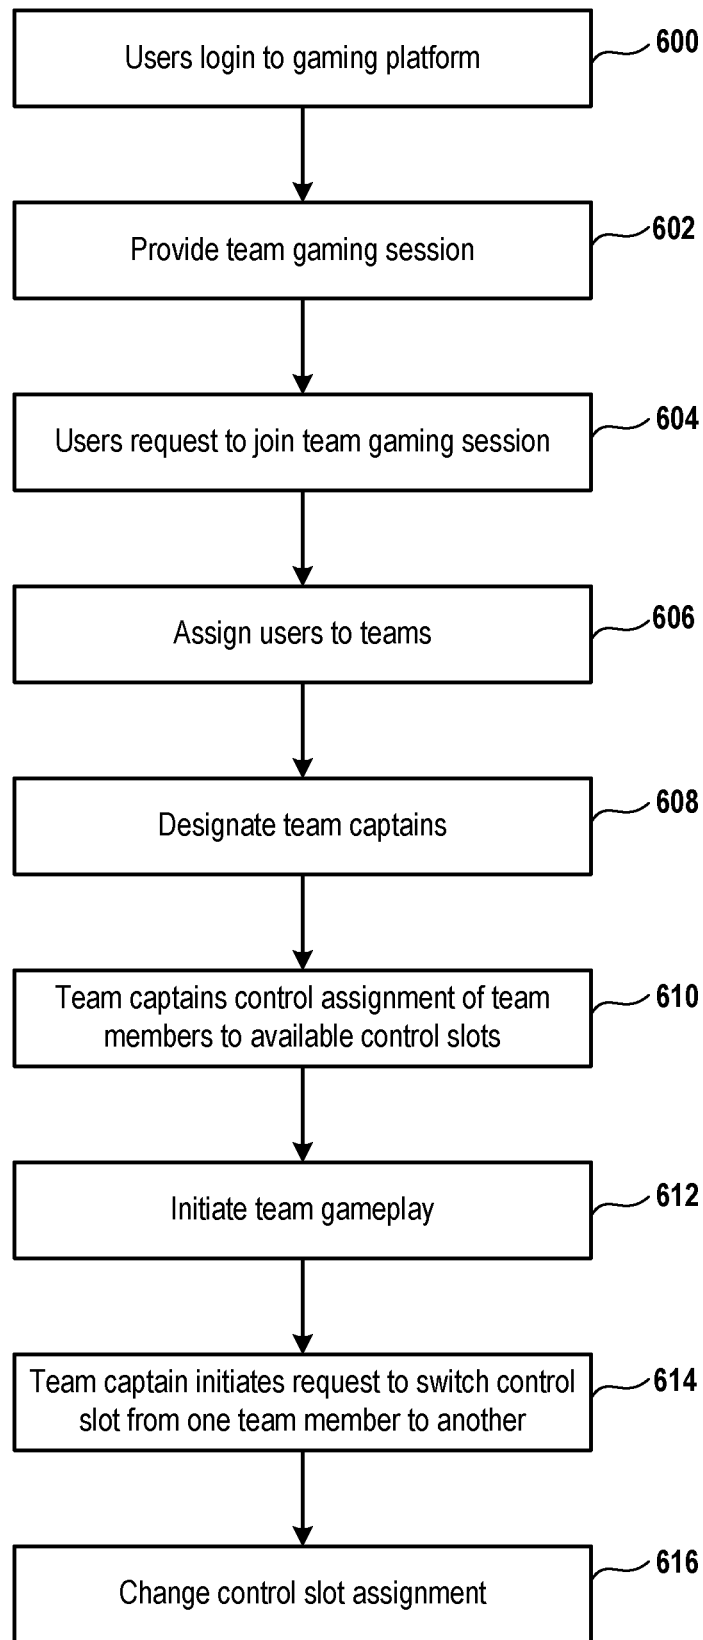 Users login to gaming platform
600
Provide team gaming session
602
Users request to join team gaming session
604
Assign users to teams
606
Designate team captains
608
Team captains control assignment of team
members to available control slots
610
Initiate team gameplay
612
Team captain initiates request to switch control
slot from one team member to another
614
Change control slot assignment
616